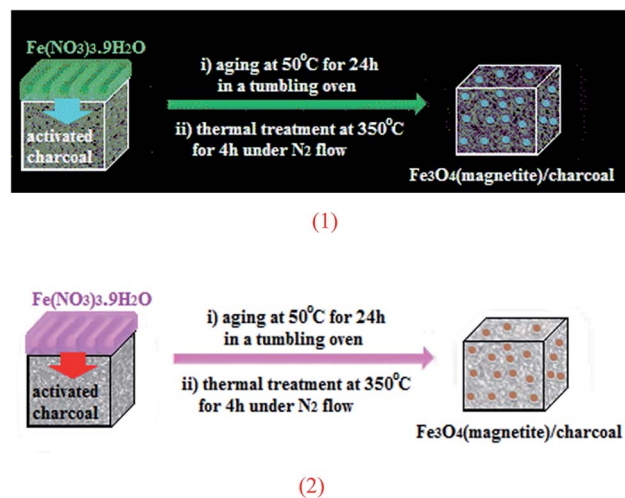 Fe(NO3)3.9H2O
activated
charcoal
i) aging at 50°C for 24h
in a tumbling oven
ii) thermal treatment at 350°C
for 4h under N2 flow
Fe3O4(magnetite)/charcoal
(1)
Fe(NO3)3.9H2O
activated
charcoal
i) aging at 50°C for 24h
in a tumbling oven
ii) thermal treatment at 350°C
for 4h under N2 flow
Fe3O4(magnetite)/charcoal
(2)